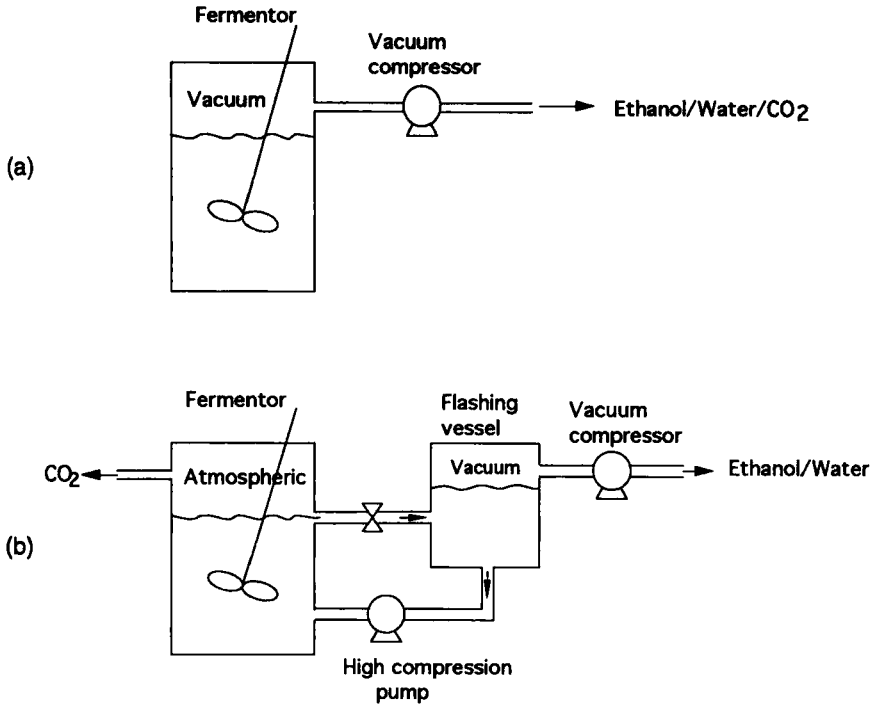 Fermentor
Vacuum
compressor
Vacuum
Ethanol/Water/CO2
(a)
Fermentor
Flashing
vessel
Vacuum
compressor
CO2
Atmospheric
Vacuum
Ethanol/Water
(b)
High compression
pump